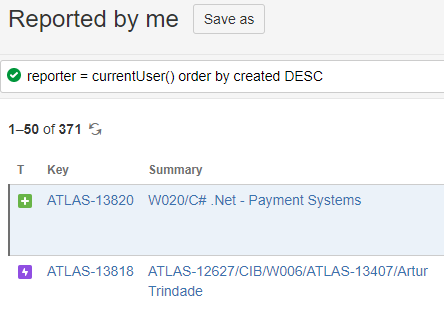 Reported by me Save as
reporter = currentUser() order by created DESC
1–50 of 371
T Key Summary
ATLAS-13820 W020/C# .Net - Payment Systems
ATLAS-13818 ATLAS-12627/CIB/W006/ATLAS-13407/Artur
Trindade